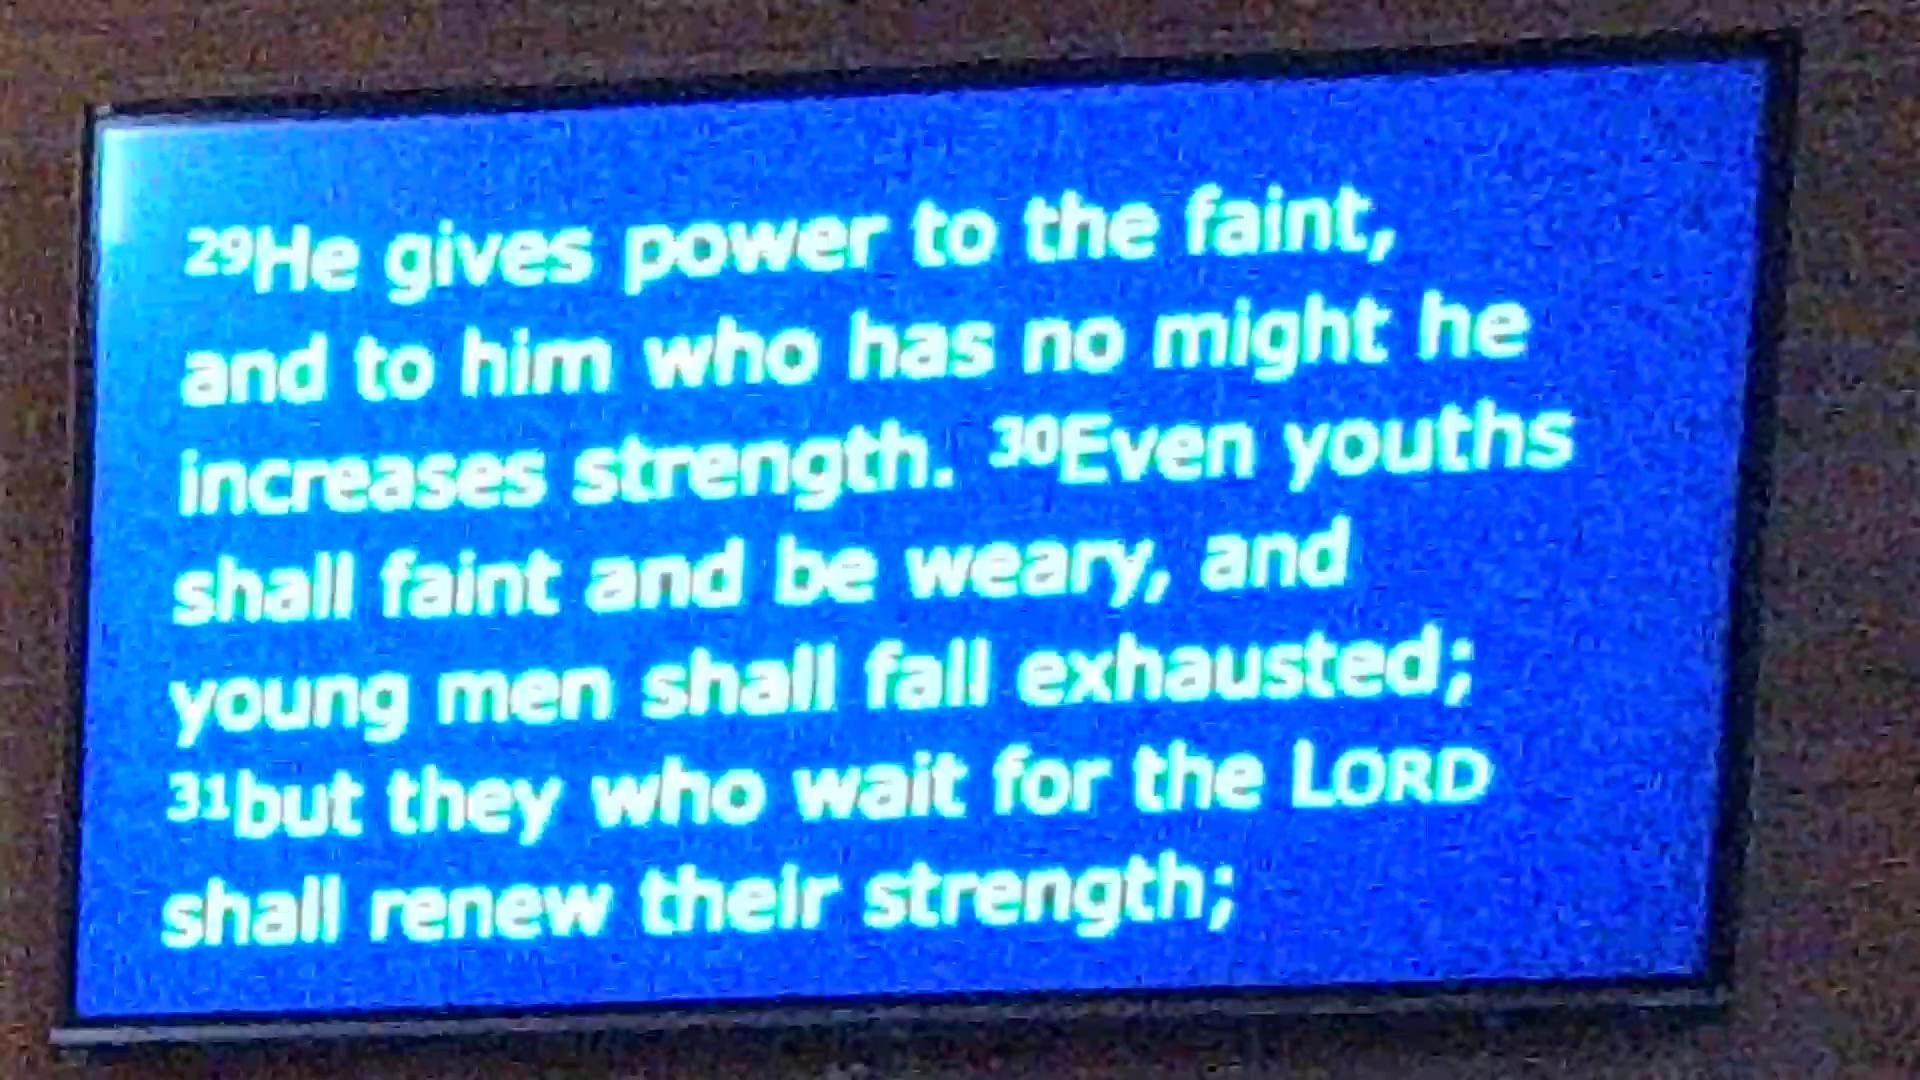 29He gives power to the faint,
and to him who has no might he
increases strength. 30Even youths
shall faint and be weary, and
young men shall fall exhausted;
31but they who wait for the LORD
shall renew their strength;